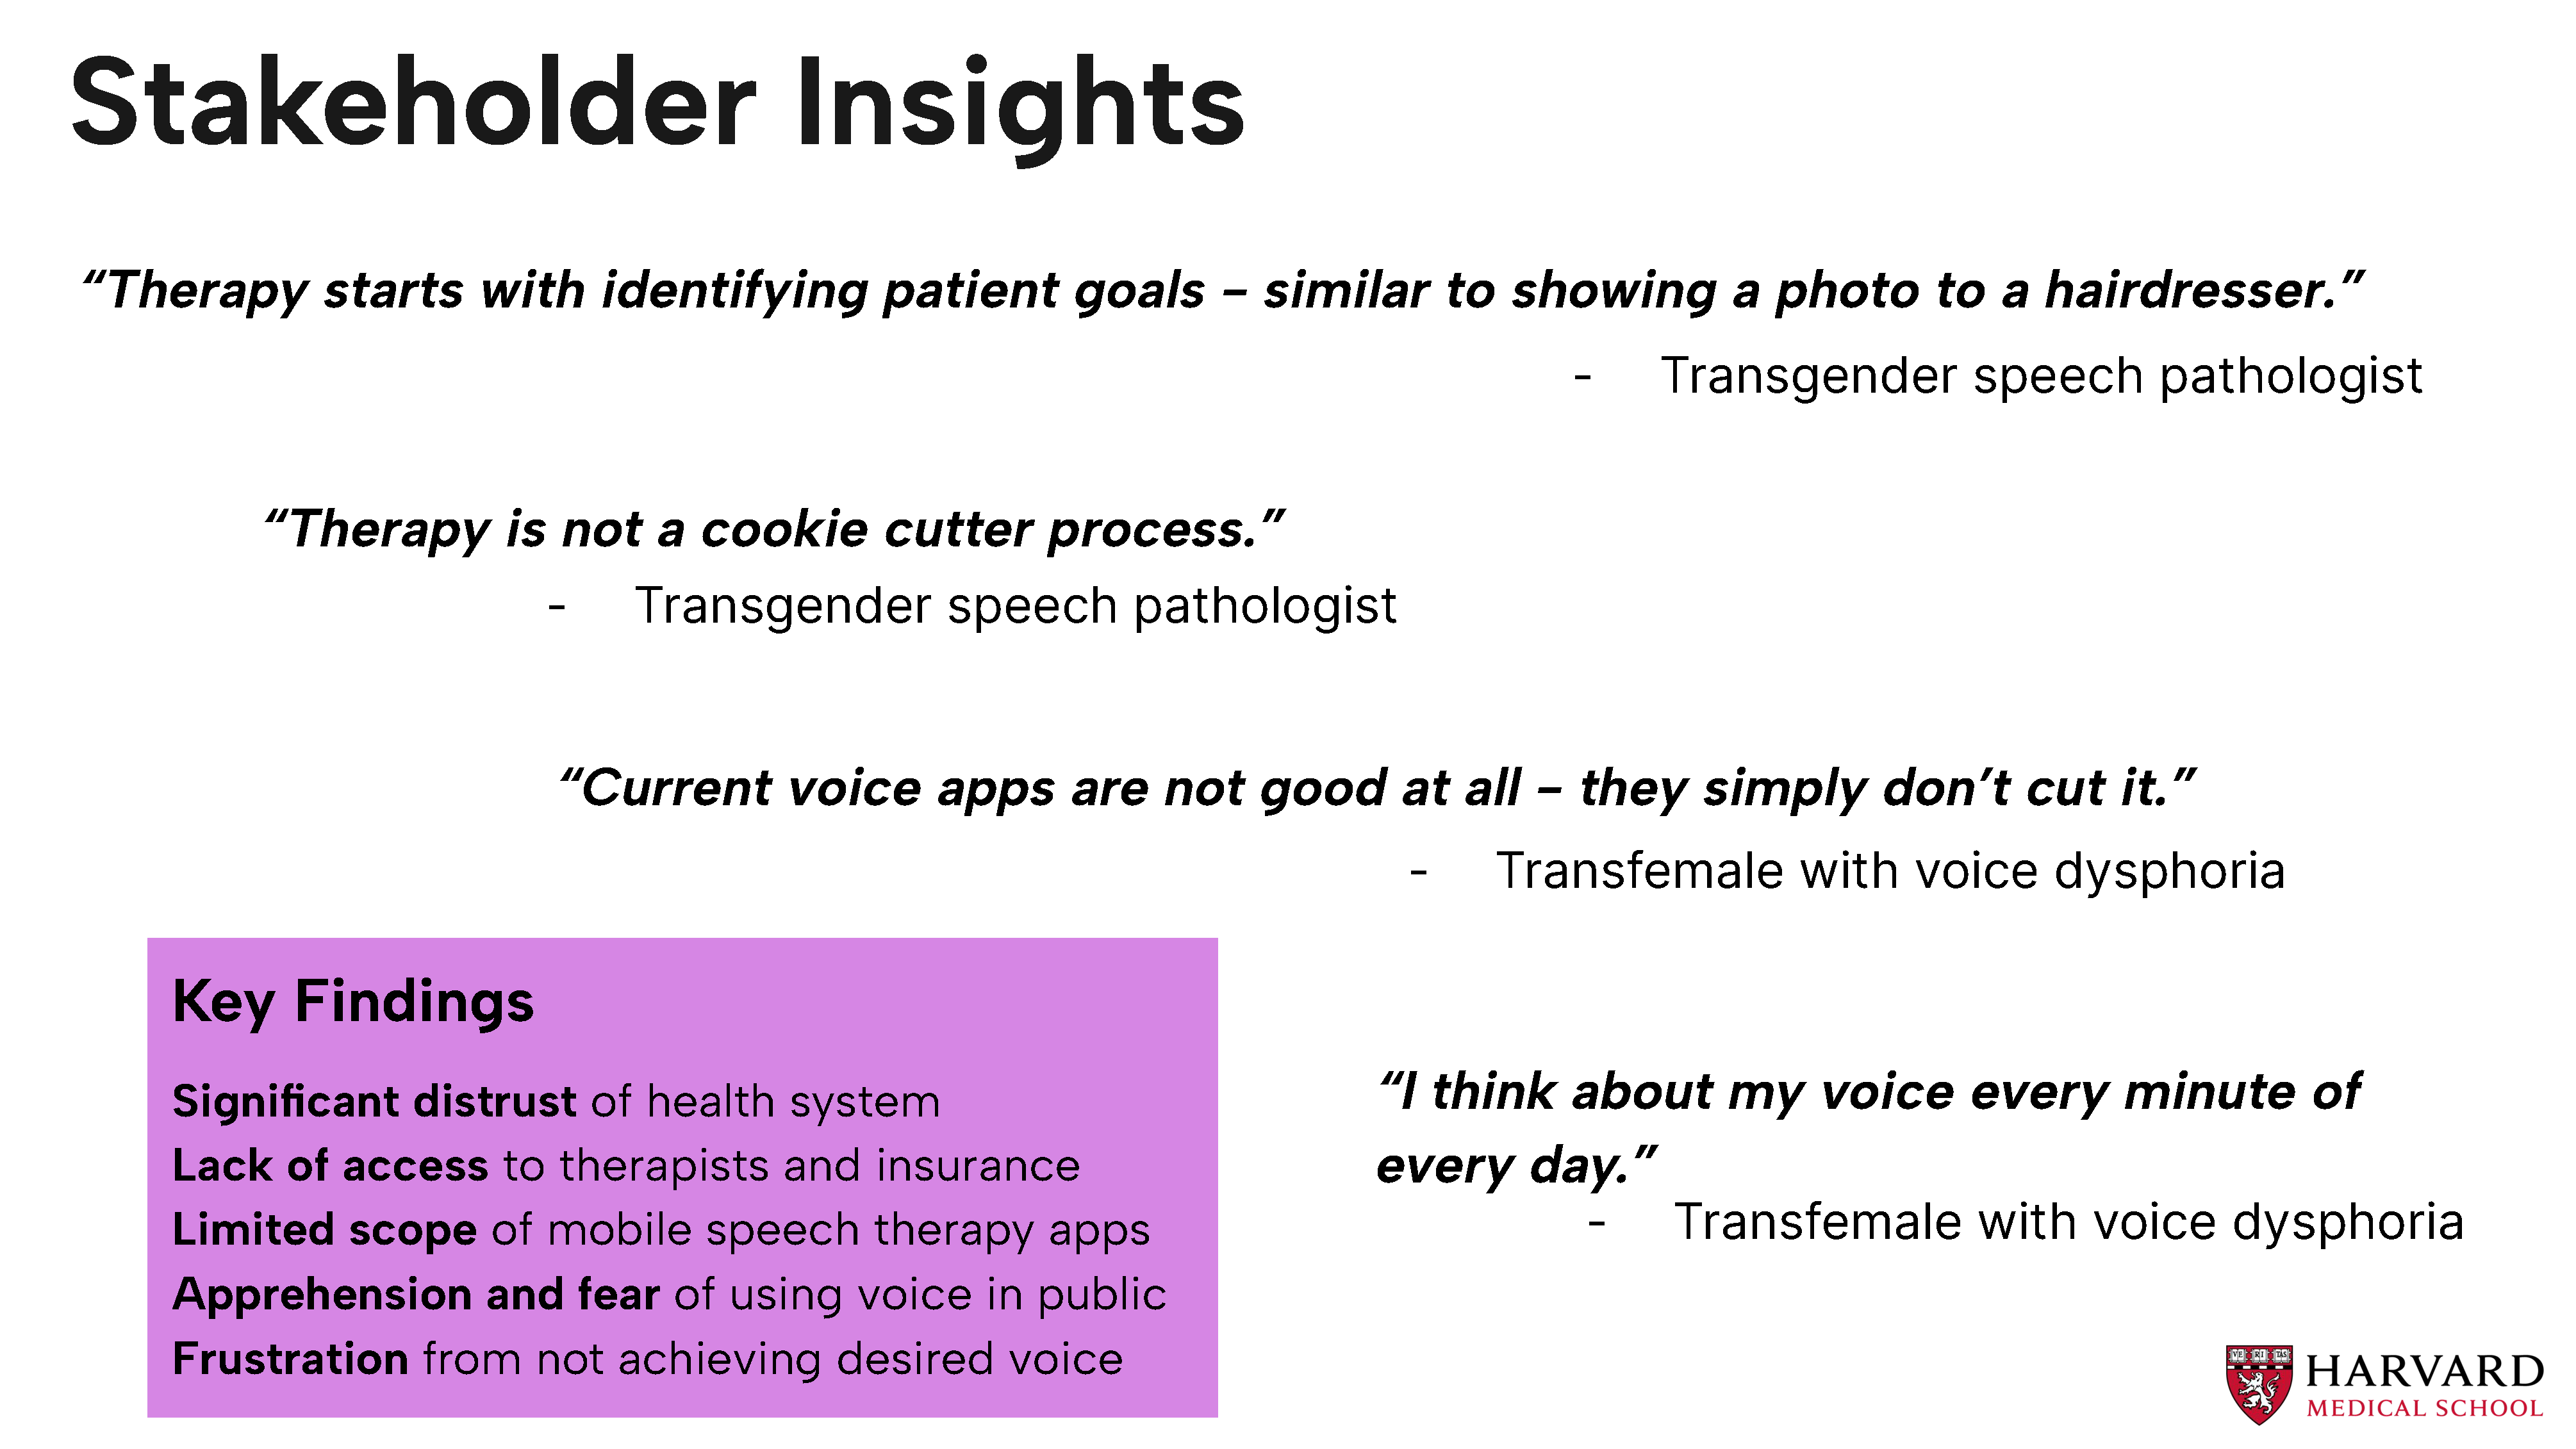 Stakeholder Insights
“Therapy starts with identifying patient goals – similar to showing a photo to a hairdresser.”
- Transgender speech pathologist
“Therapy is not a cookie cutter process.”
- Transgender speech pathologist
“Current voice apps are not good at all – they simply don’t cut it.”
- Transfemale with voice dysphoria
Key Findings
Significant distrust of health system
Lack of access to therapists and insurance
Limited scope of mobile speech therapy apps
Apprehension and fear of using voice in public
Frustration from not achieving desired voice
“I think about my voice every minute of
every day.”
- Transfemale with voice dysphoria
VE RI TAS
HARVARD
MEDICAL SCHOOL